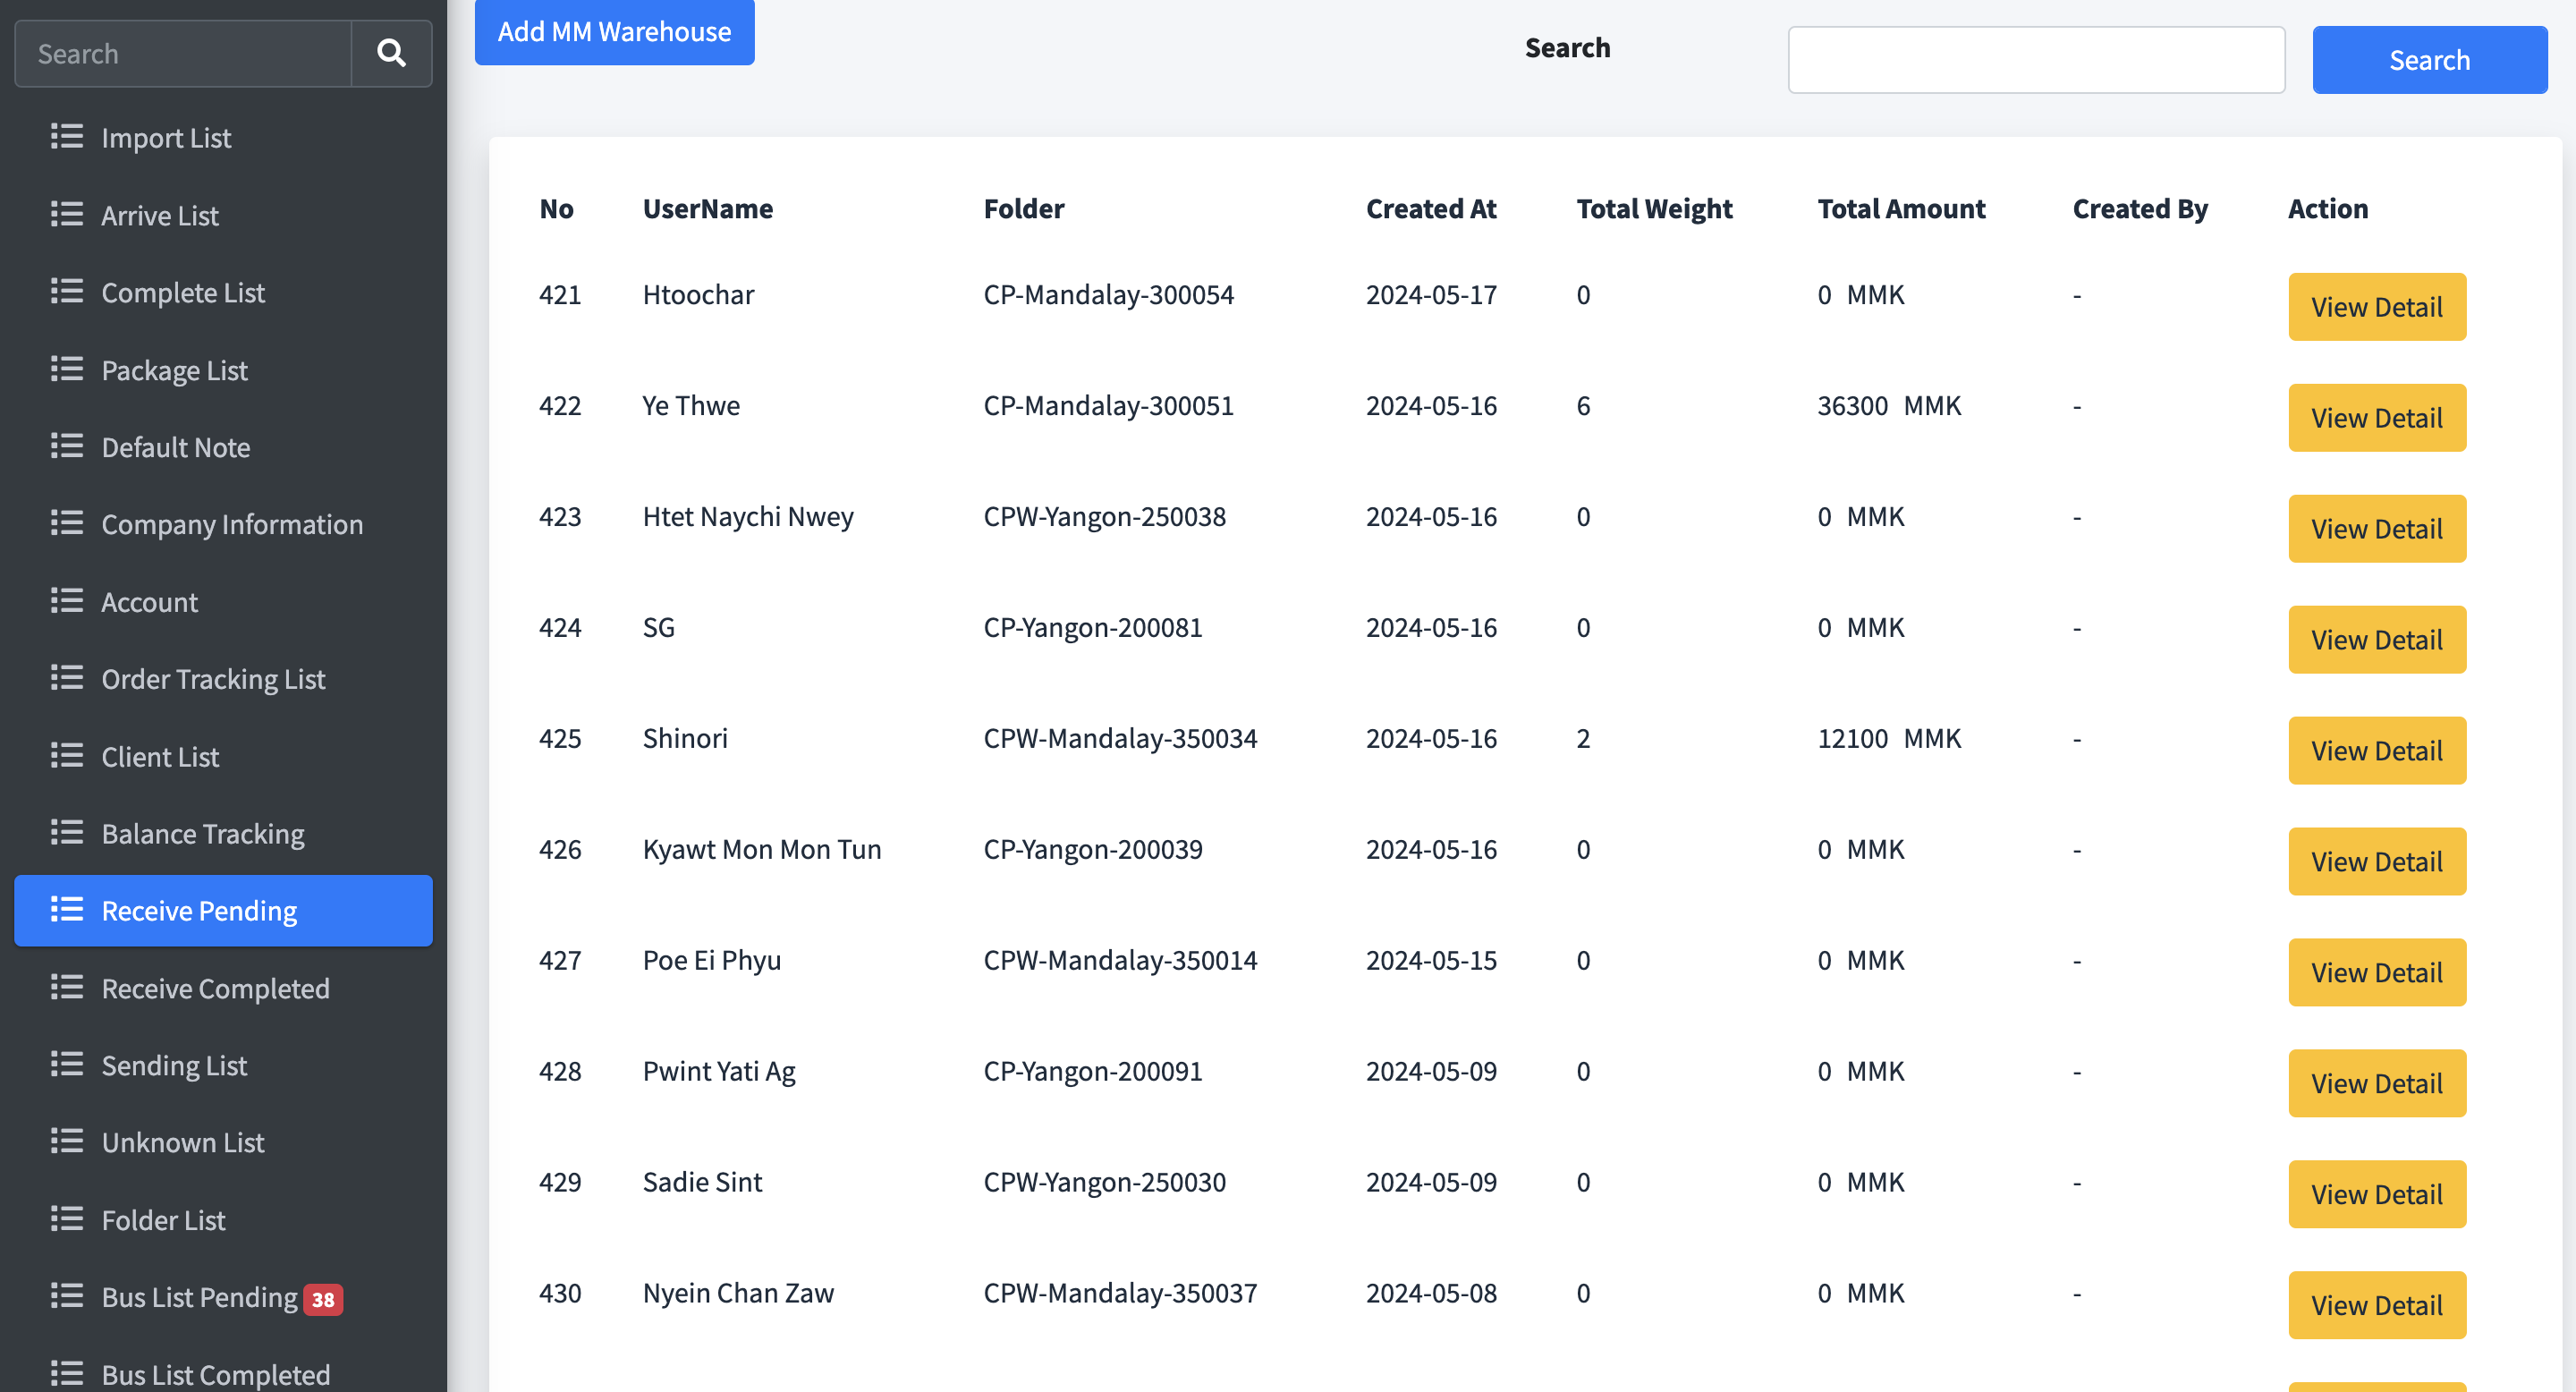 Search
Import List
Arrive List
Complete List
Package List
Default Note
Company Information
Account
Order Tracking List
Client List
Balance Tracking
Receive Pending
Receive Completed
Sending List
Unknown List
Folder List
Bus List Pending 38
Bus List Completed
Add MM Warehouse
Search
Search
No UserName Folder Created At Total Weight Total Amount Created By Action
421 Htoochar CP-Mandalay-300054 2024-05-17 0 0 MMK - View Detail
422 Ye Thwe CP-Mandalay-300051 2024-05-16 6 36300 MMK - View Detail
423 Htet Naychi Nwey CPW-Yangon-250038 2024-05-16 0 0 MMK - View Detail
424 SG CP-Yangon-200081 2024-05-16 0 0 MMK - View Detail
425 Shinori CPW-Mandalay-350034 2024-05-16 2 12100 MMK - View Detail
426 Kyawt Mon Mon Tun CP-Yangon-200039 2024-05-16 0 0 MMK - View Detail
427 Poe Ei Phyu CPW-Mandalay-350014 2024-05-15 0 0 MMK - View Detail
428 Pwint Yati Ag CP-Yangon-200091 2024-05-09 0 0 MMK - View Detail
429 Sadie Sint CPW-Yangon-250030 2024-05-09 0 0 MMK - View Detail
430 Nyein Chan Zaw CPW-Mandalay-350037 2024-05-08 0 0 MMK - View Detail